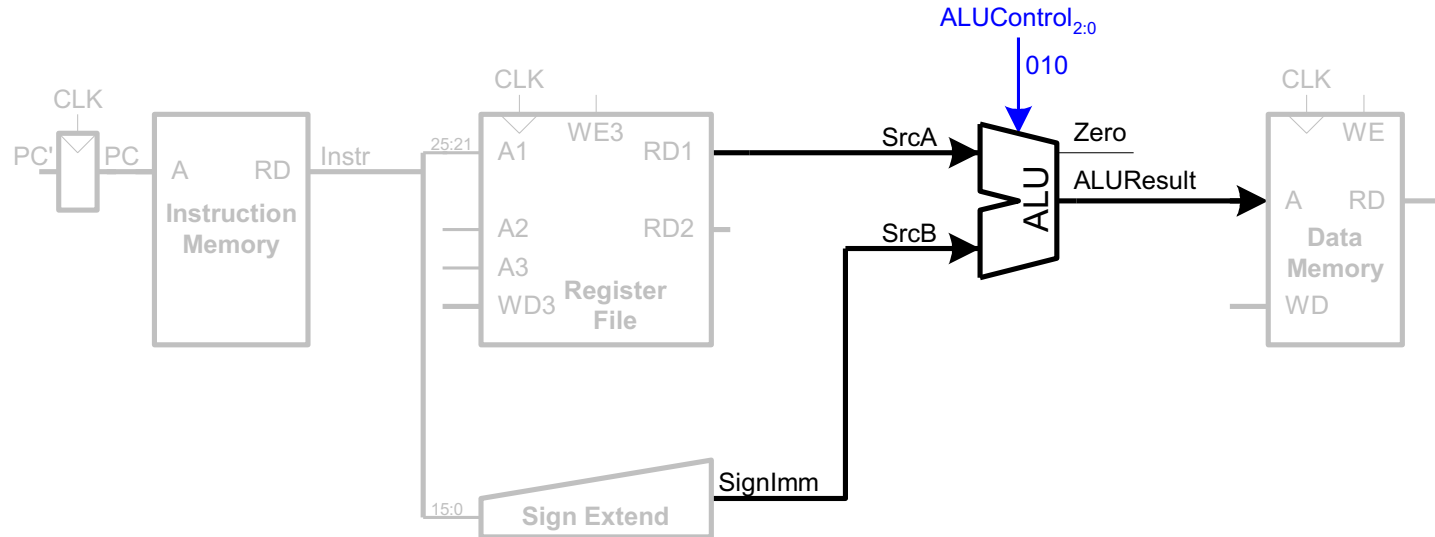 ALUControl2:0
010
CLK
PC'
PC
A
RD
Instruction
Memory
Instr
25:21
CLK
WE3
A1
RD1
A2
RD2
A3
WD3
Register
File
15:0
Sign Extend
SignImm
SrcA
SrcB
ALU
Zero
ALUResult
CLK
WE
A
RD
Data
Memory
WD